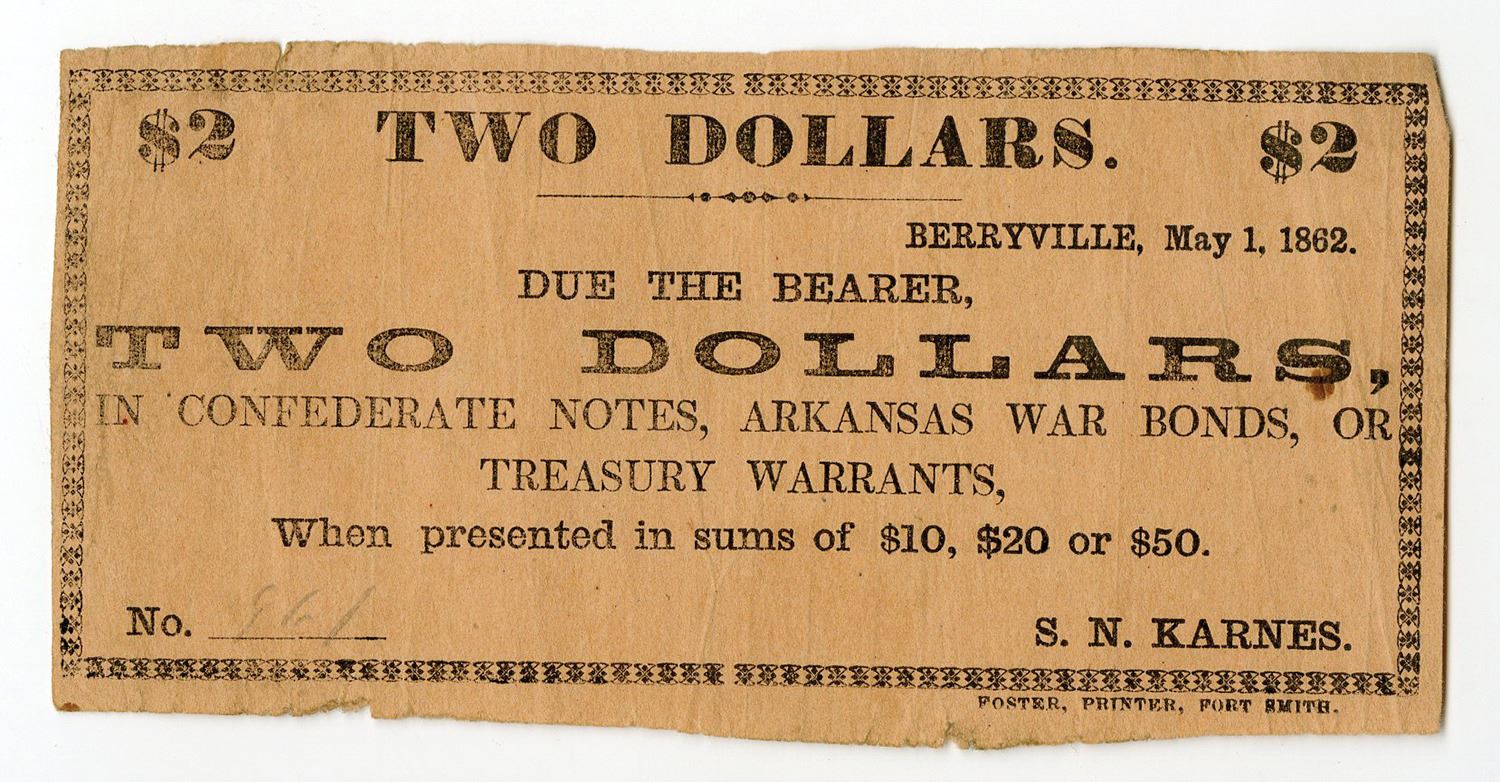 $2 TWO DOLLARS. $2
BERRYVILLE, May 1, 1862.
DUE THE BEARER,
TWO DOLLARS,
IN CONFEDERATE NOTES, ARKANSAS WAR BONDS, OR
TREASURY WARRANTS,
When presented in sums of $10, $20 or $50.
No. S. N. KARNES.
FOSTER, PRINTER, FORT SMITH.